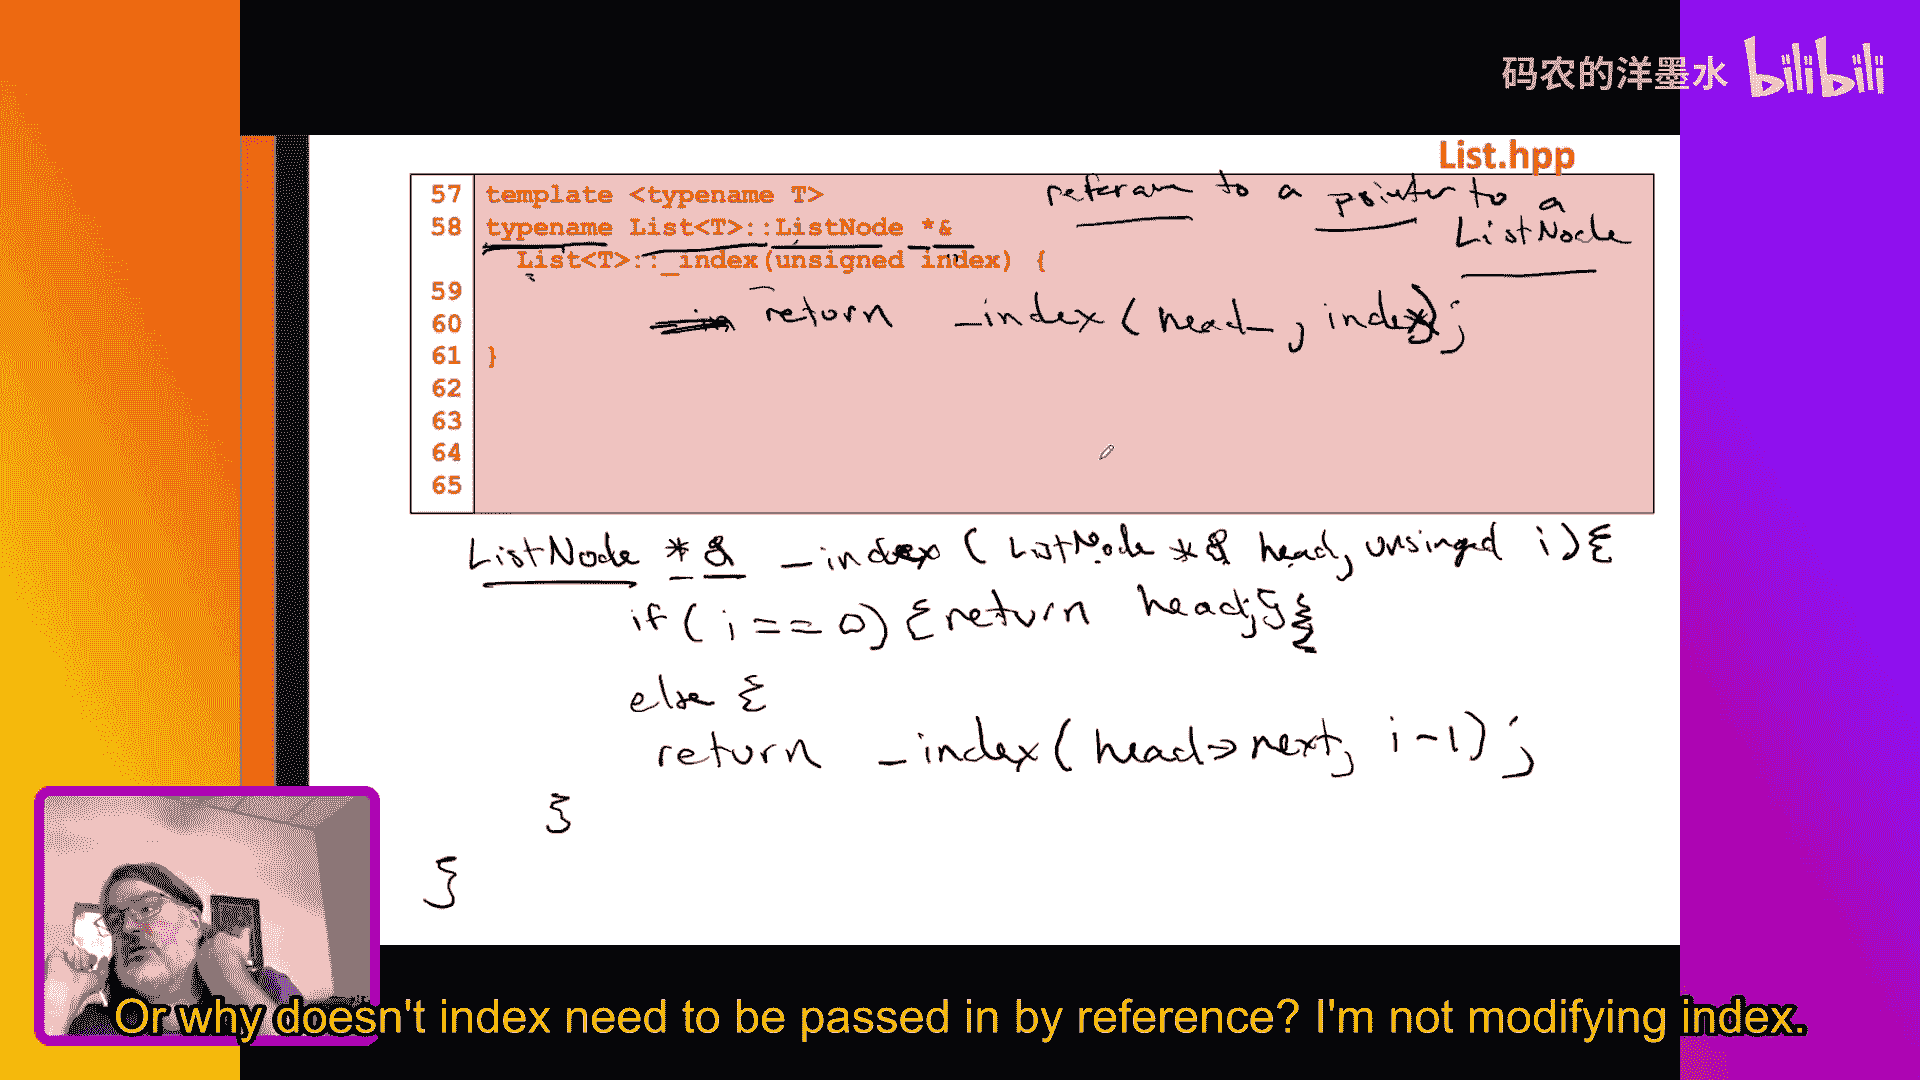 码农的洋墨水 bilibili
List.hpp
57 template <typename T>
58 typename List<T>::ListNode *&
List<T>::_index(unsigned index) {
59
60
61 }
62
63
64
65
reference to a pointer to a
ListNode
return _index(head_, index);
ListNode *& _index (ListNode *& head, unsinged i){
if (i == 0) {return head;}
else {
return _index(head->next, i-1);
}
}
Or why doesn't index need to be passed in by reference? I'm not modifying index.